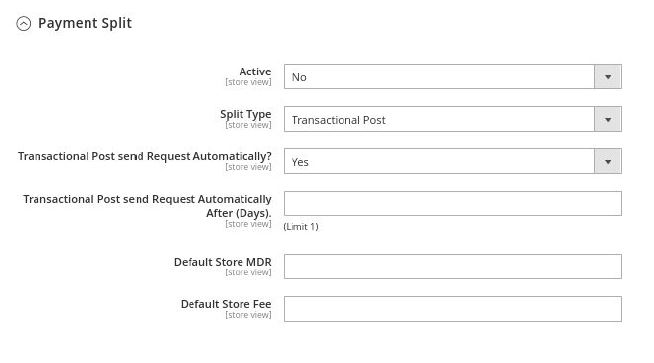 Payment Split
Active
[store view]
No
Split Type
[store view]
Transactional Post
Transactional Post send Request Automatically?
[store view]
Yes
Transactional Post send Request Automatically
After (Days).
[store view]
(Limit 1)
Default Store MDR
[store view]
Default Store Fee
[store view]